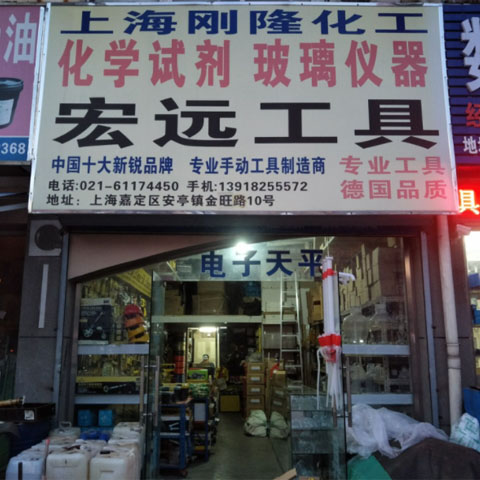 上海刚隆化工
化学试剂 玻璃仪器
宏远工具
中国十大新锐品牌 专业手动工具制造商 专业工具
电话:021-61174450 手机:13918255572 德国品质
地址:上海嘉定区安亭镇金旺路10号
电子天平
油
368
地
具